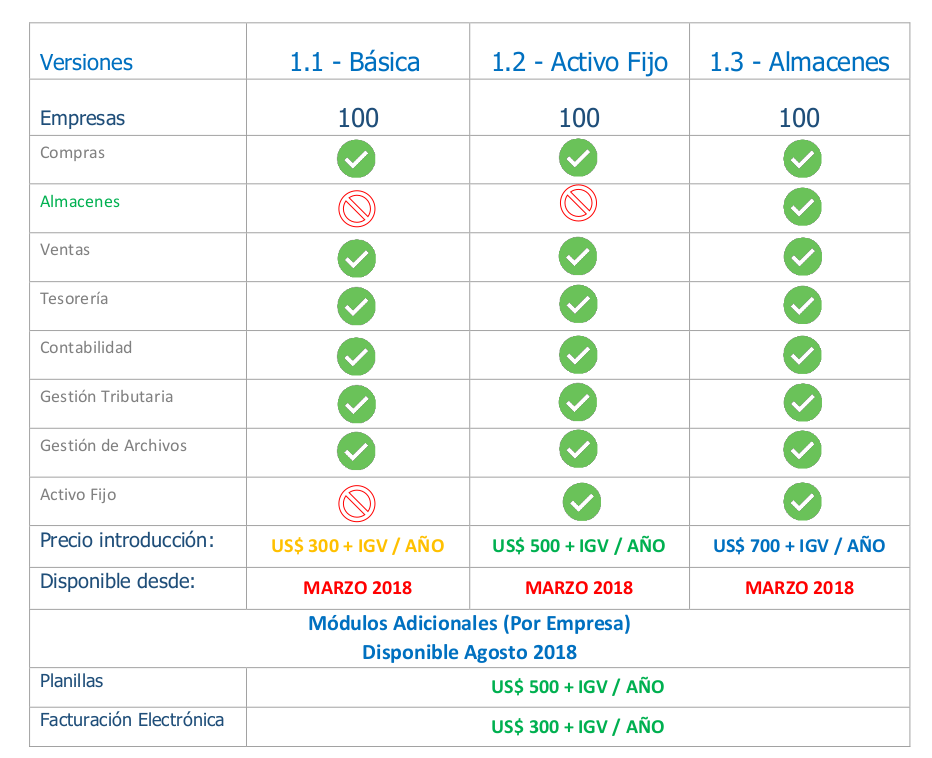 Versiones 1.1 - Básica 1.2 - Activo Fijo 1.3 - Almacenes
Empresas 100 100 100
Compras
Almacenes
Ventas
Tesorería
Contabilidad
Gestión Tributaria
Gestión de Archivos
Activo Fijo
Precio introducción: US$ 300 + IGV / AÑO US$ 500 + IGV / AÑO US$ 700 + IGV / AÑO
Disponible desde: MARZO 2018 MARZO 2018 MARZO 2018
Módulos Adicionales (Por Empresa)
Disponible Agosto 2018
Planillas US$ 500 + IGV / AÑO
Facturación Electrónica US$ 300 + IGV / AÑO